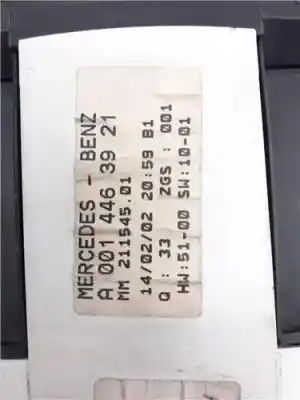 MERCEDES - BENZ
A 001 446 39 21
MM 211545.01
14/02/02 20:59 B1
Q : 33 ZGS : 001
HW:51-00 SW:10-01